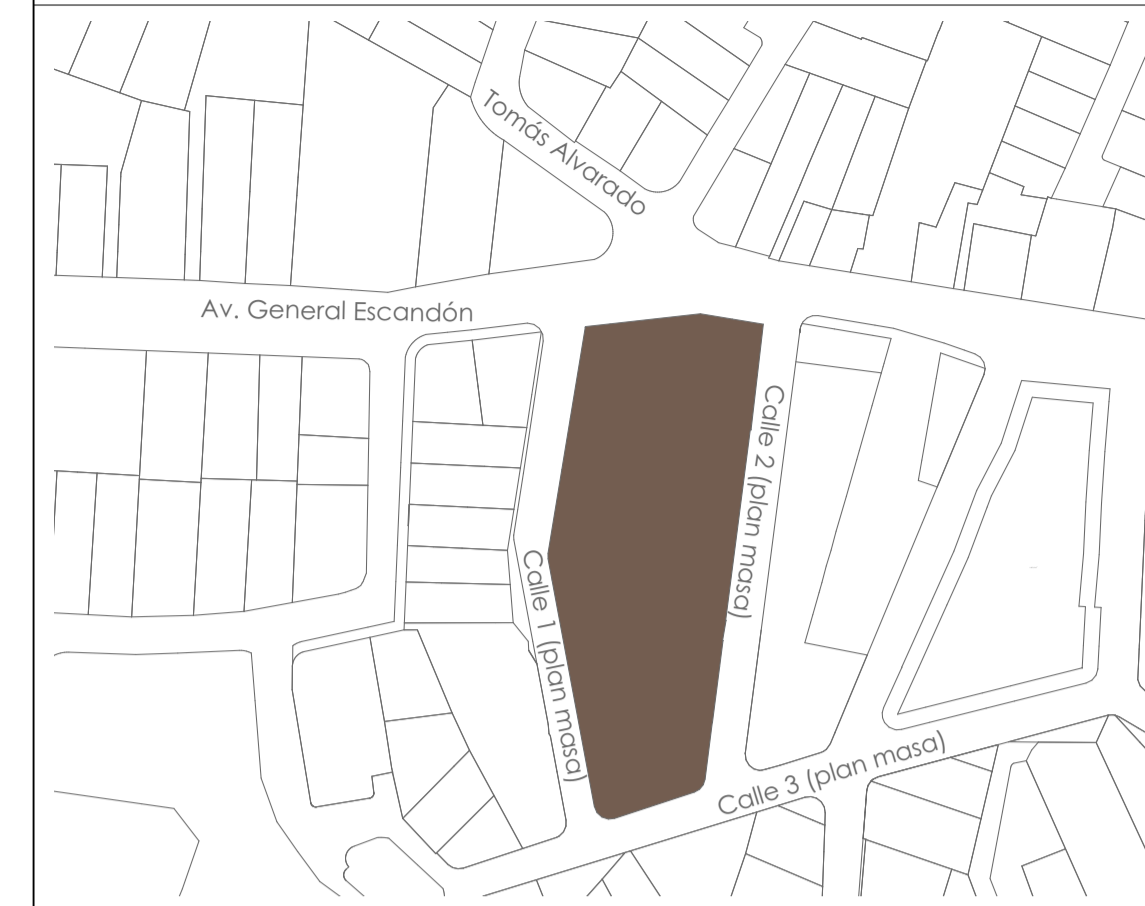 Tomás Alvarado
Av. General Escandón
Calle 2 (plan masa)
Calle 1 (plan masa)
Calle 3 (plan masa)